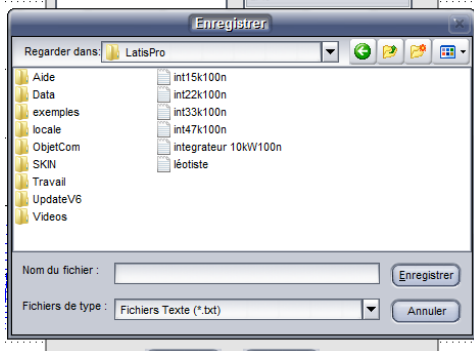 Enregistrer
Regarder dans: LatisPro
Aide
Data
exemples
locale
ObjetCom
SKIN
Travail
UpdateV6
Videos
int15k100n
int22k100n
int33k100n
int47k100n
integrateur 10kW100n
léotiste
Nom du fichier :
Enregistrer
Fichiers de type : Fichiers Texte (*.txt)
Annuler